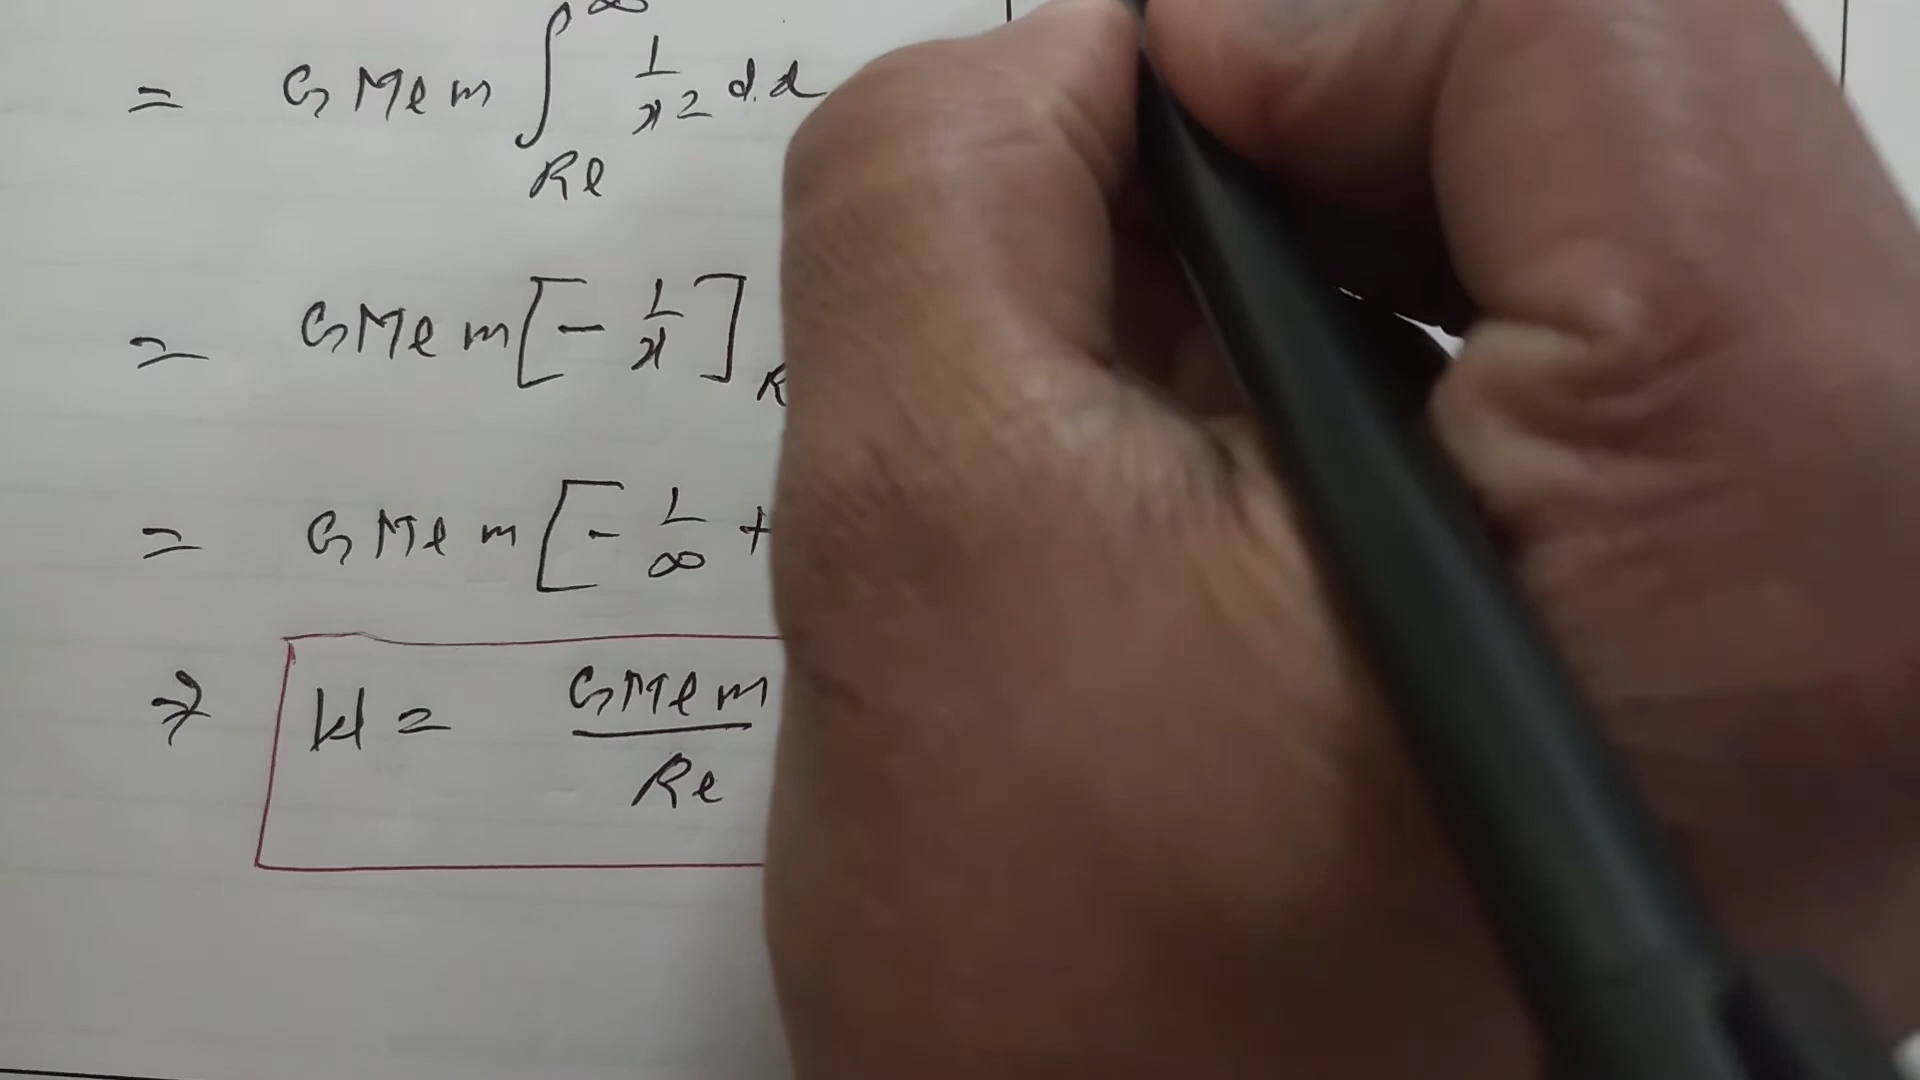 = GMem ∫Re^∞ 1/x2 dx
= GMem [- 1/x] R
= GMem [- 1/∞ +
⇒ W = GMem/Re